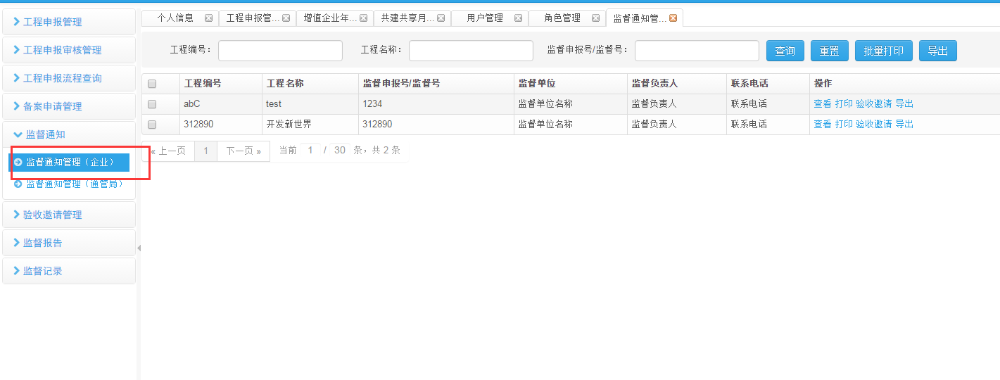 个人信息 工程申报管... 增值企业年... 共建共享月... 用户管理 角色管理 监督通知管...
工程申报管理
工程申报审核管理
工程申报流程查询
备案申请管理
监督通知
监督通知管理（企业）
监督通知管理（通管局）
验收邀请管理
监督报告
监督记录
工程编号： 工程名称： 监督申报号/监督号： 查询 重置 批量打印 导出
工程编号 工程名称 监督申报号/监督号 监督单位 监督负责人 联系电话 操作
abC test 1234 监督单位名称 监督负责人 联系电话 查看 打印 验收邀请 导出
312890 开发新世界 312890 监督单位名称 监督负责人 联系电话 查看 打印 验收邀请 导出
« 上一页 1 下一页 » 当前 1 / 30 条，共 2 条